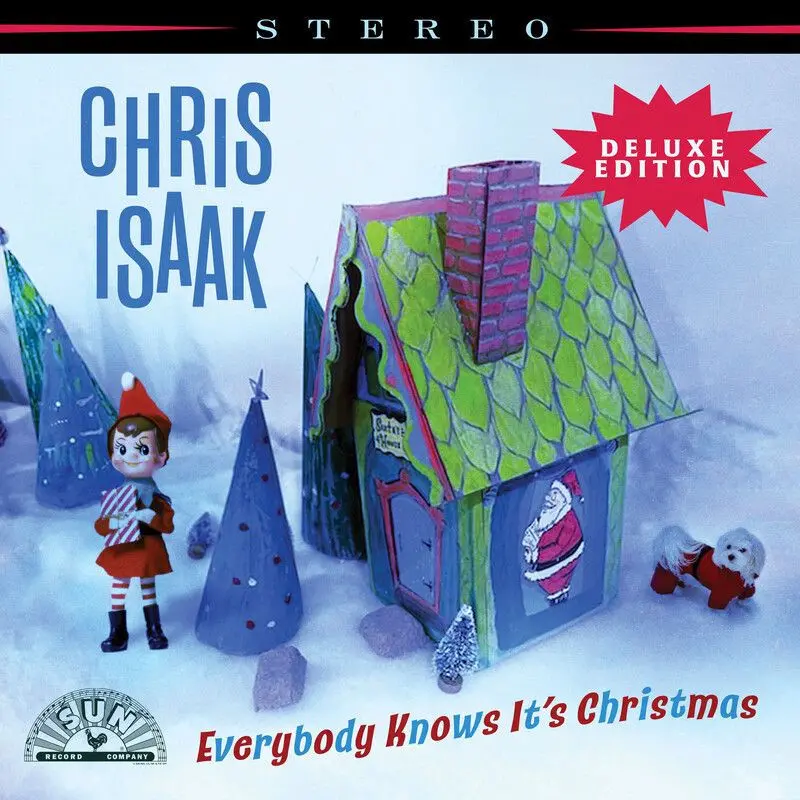 STEREO
CHRIS
ISAAK
DELUXE
EDITION
Santa's
House
Everybody Knows It's Christmas
SUN
RECORD COMPANY